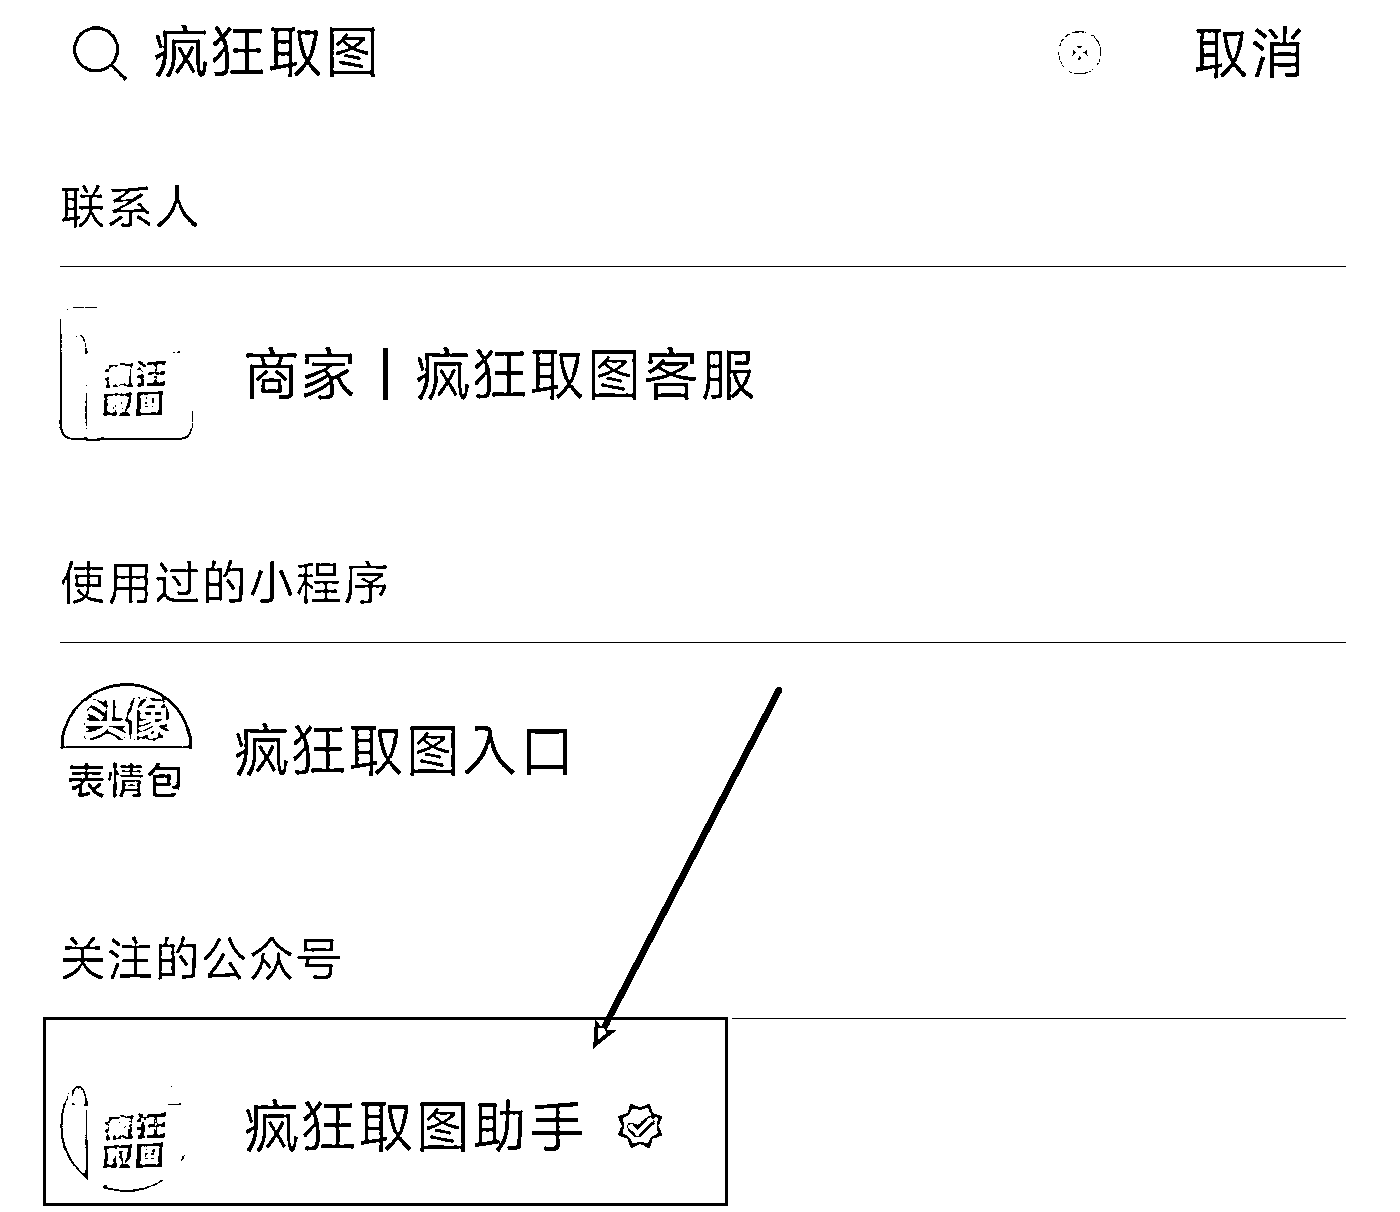 疯狂取图 取消
联系人
疯狂取图
商家丨疯狂取图客服
使用过的小程序
头像
表情包
疯狂取图入口
关注的公众号
疯狂取图
疯狂取图助手